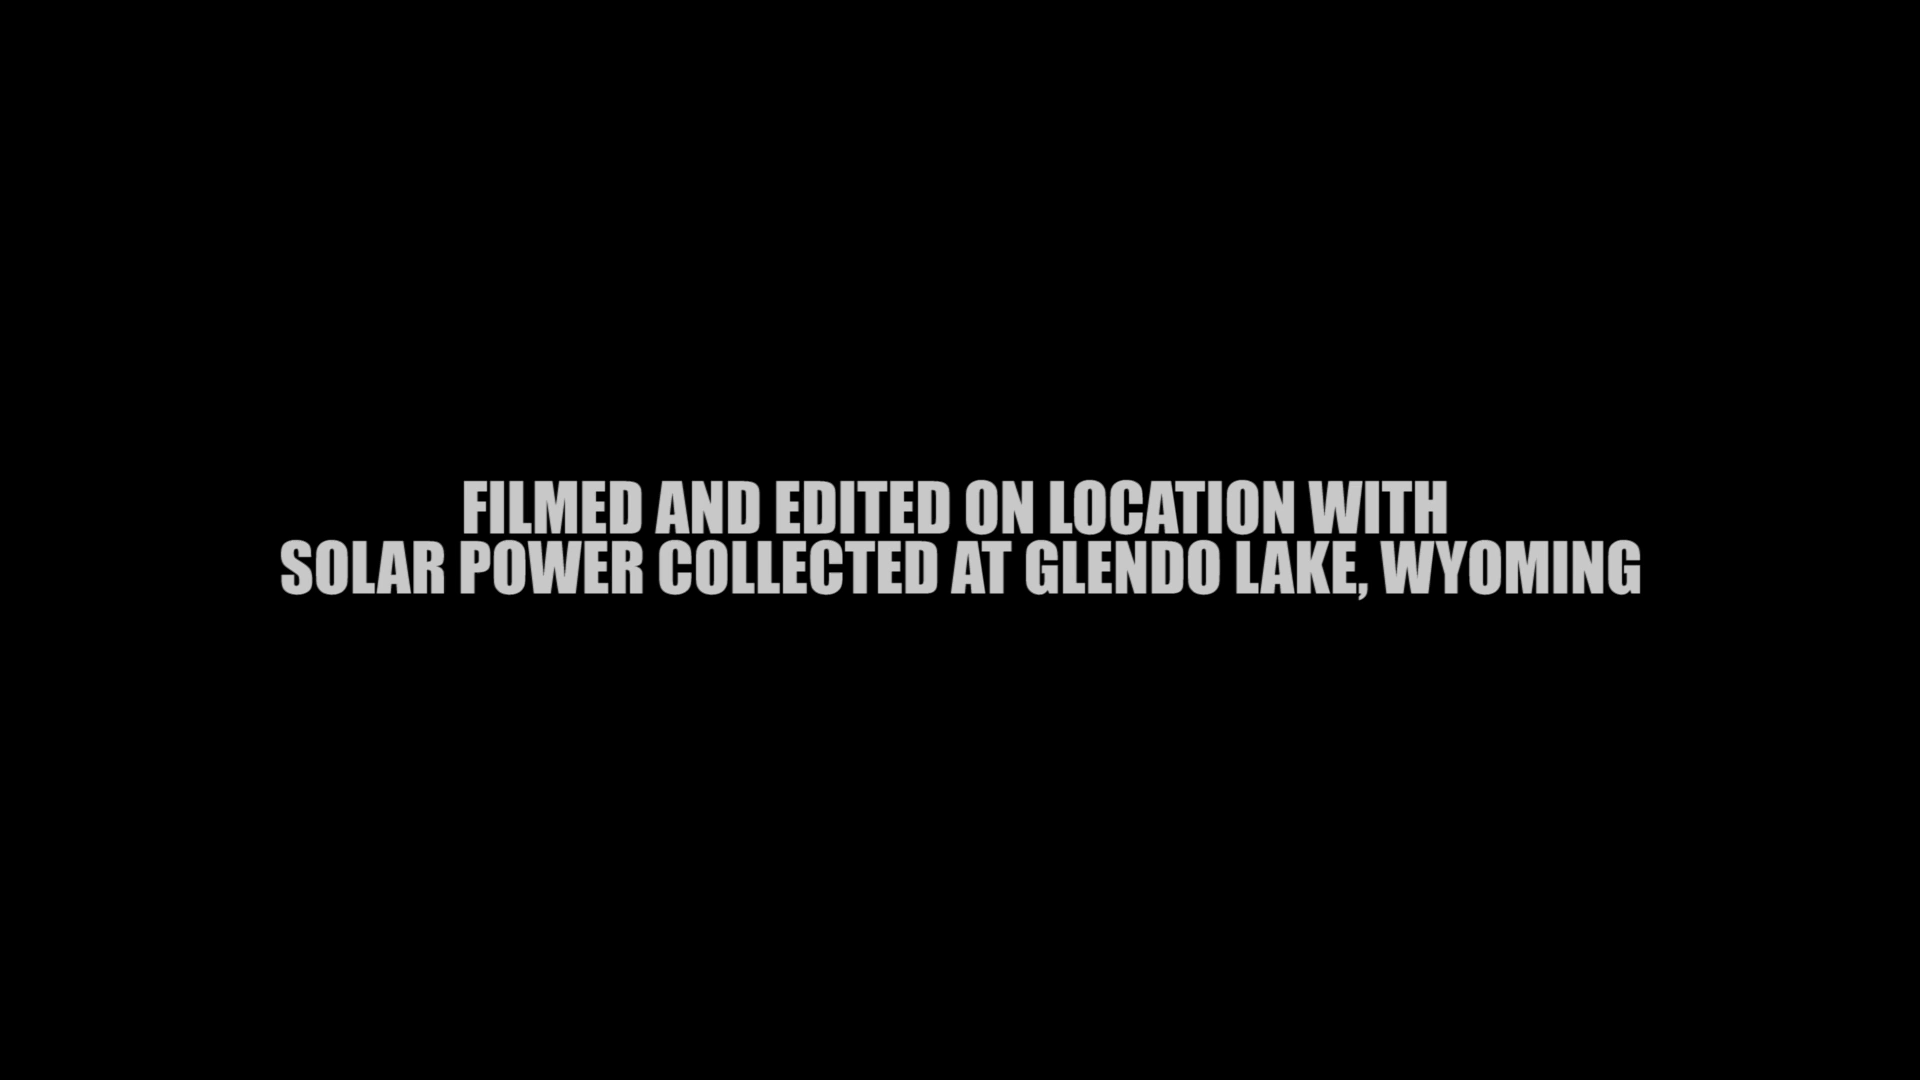 FILMED AND EDITED ON LOCATION WITH
SOLAR POWER COLLECTED AT GLENDO LAKE, WYOMING